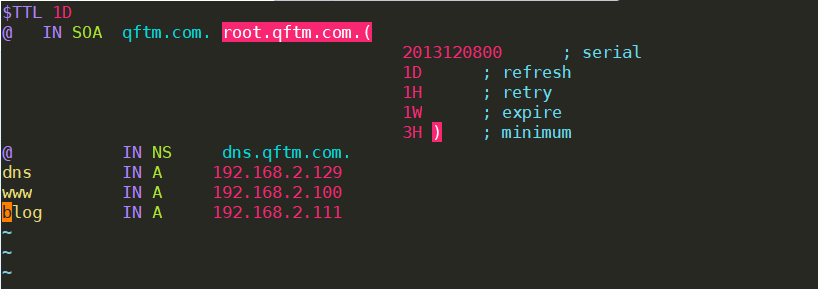 $TTL 1D
@ IN SOA qftm.com. root.qftm.com.(
2013120800 ; serial
1D ; refresh
1H ; retry
1W ; expire
3H ) ; minimum
@ IN NS dns.qftm.com.
dns IN A 192.168.2.129
www IN A 192.168.2.100
blog IN A 192.168.2.111
~
~
~